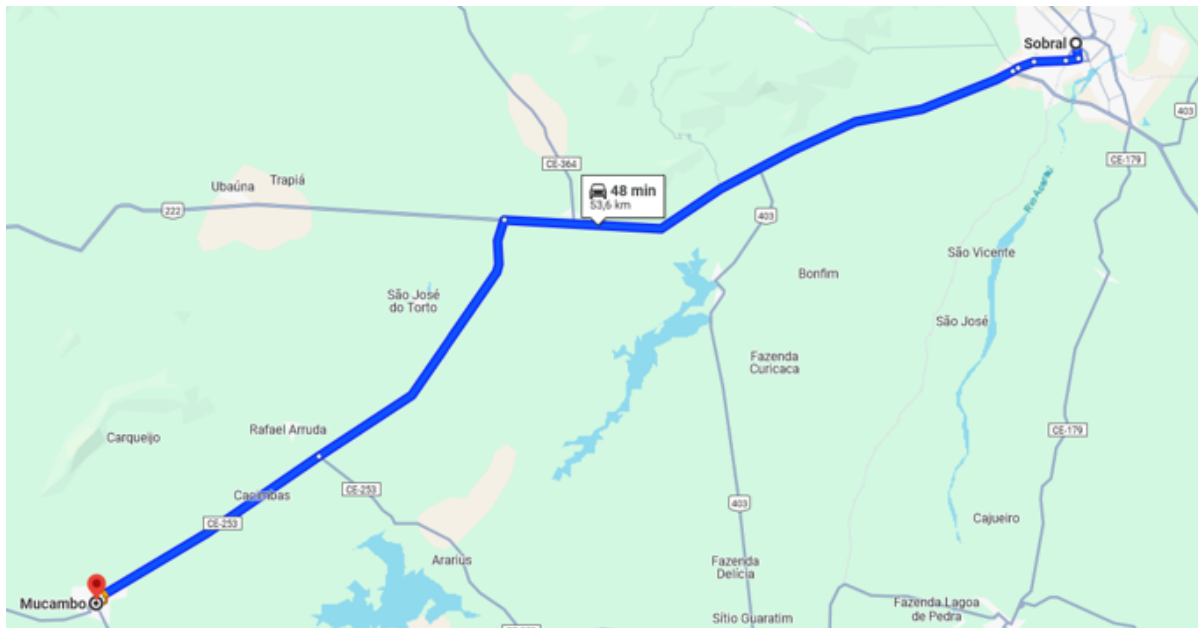 Sobral
403
CE-179
CE-364
Ubaúna
Trapiá
48 min
53,6 km
222
403
Rio Acaraú
São Vicente
Bonfim
São José
do Torto
São José
Fazenda
Curicaca
Rafael Arruda
Carqueijo
CE-179
CE-253
Cacimbas
403
CE-253
Cajueiro
Ararius
Fazenda
Delícia
Mucambo
Fazenda Lagoa
de Pedra
Sítio Guaratim